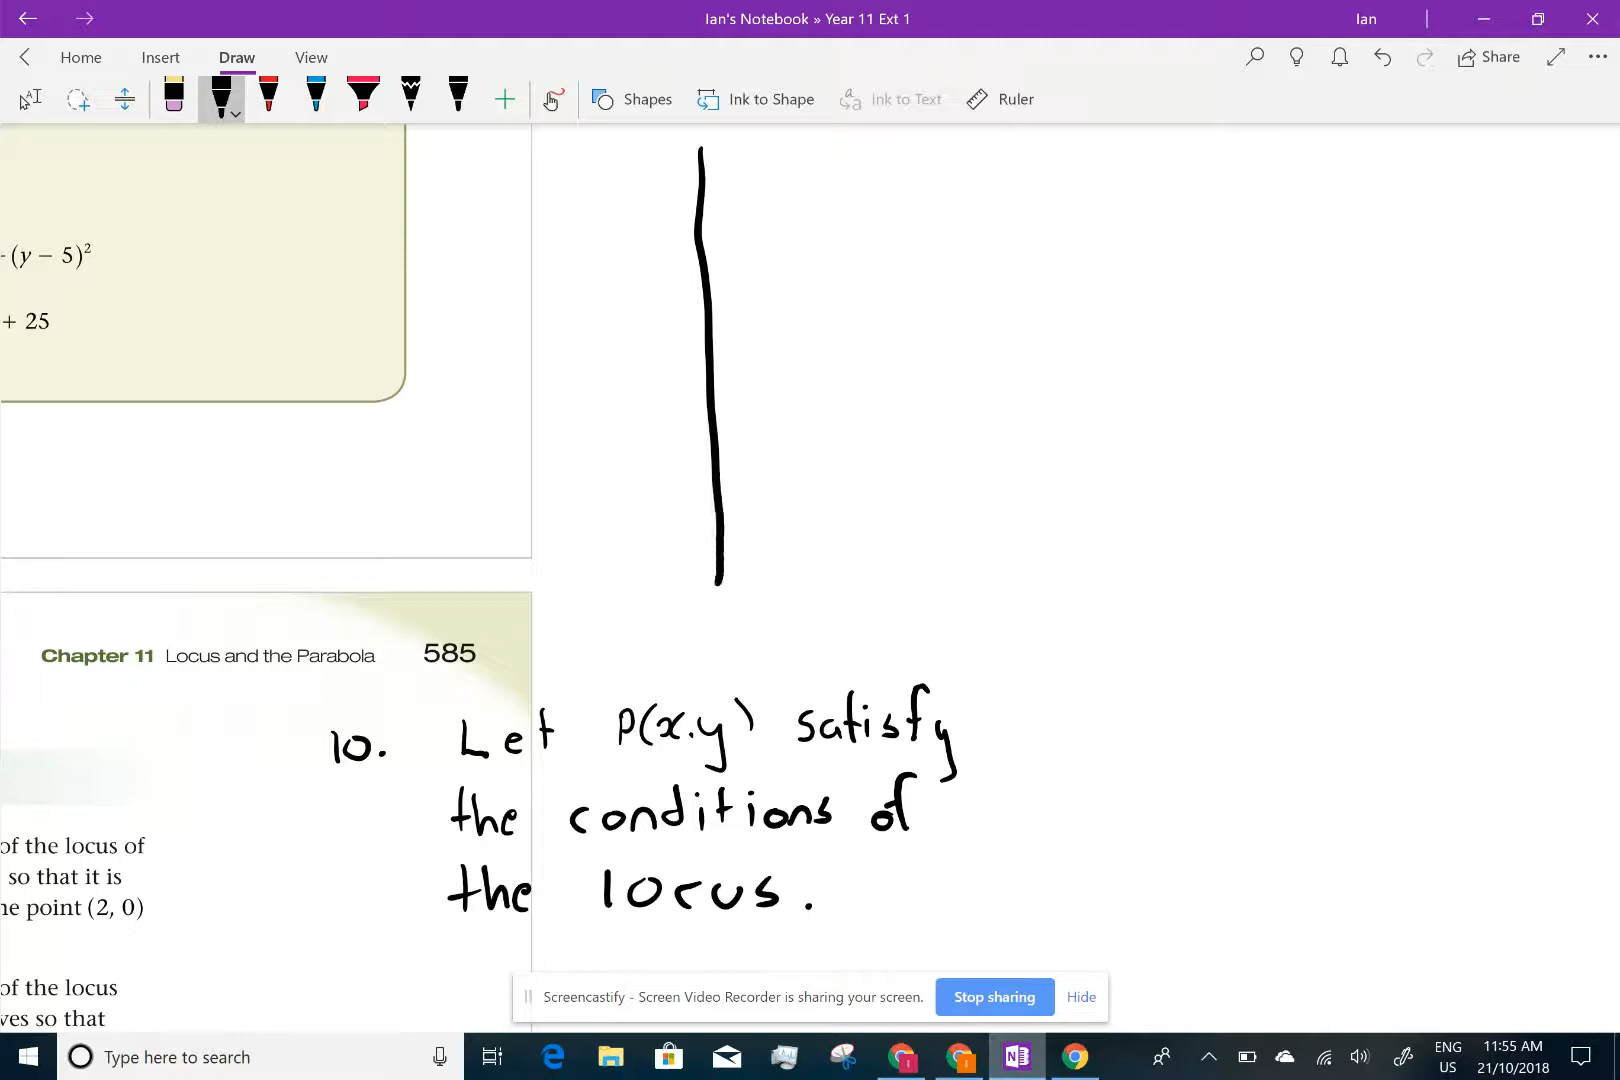 Ian's Notebook » Year 11 Ext 1
Ian
Home Insert Draw View
Share
Shapes
Ink to Shape
Ink to Text
Ruler
(y − 5)²
+ 25
Chapter 11 Locus and the Parabola 585
10. Let P(x.y) satisfy
the conditions of
the locus.
of the locus of
so that it is
point (2, 0)
of the locus
so that
Screencastify - Screen Video Recorder is sharing your screen. Stop sharing Hide
Type here to search
ENG
US
11:55 AM
21/10/2018